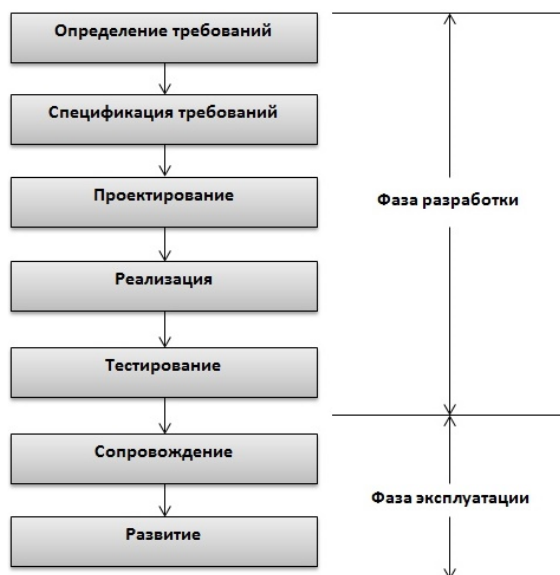 Определение требований
Спецификация требований
Проектирование
Фаза разработки
Реализация
Тестирование
Сопровождение
Фаза эксплуатации
Развитие